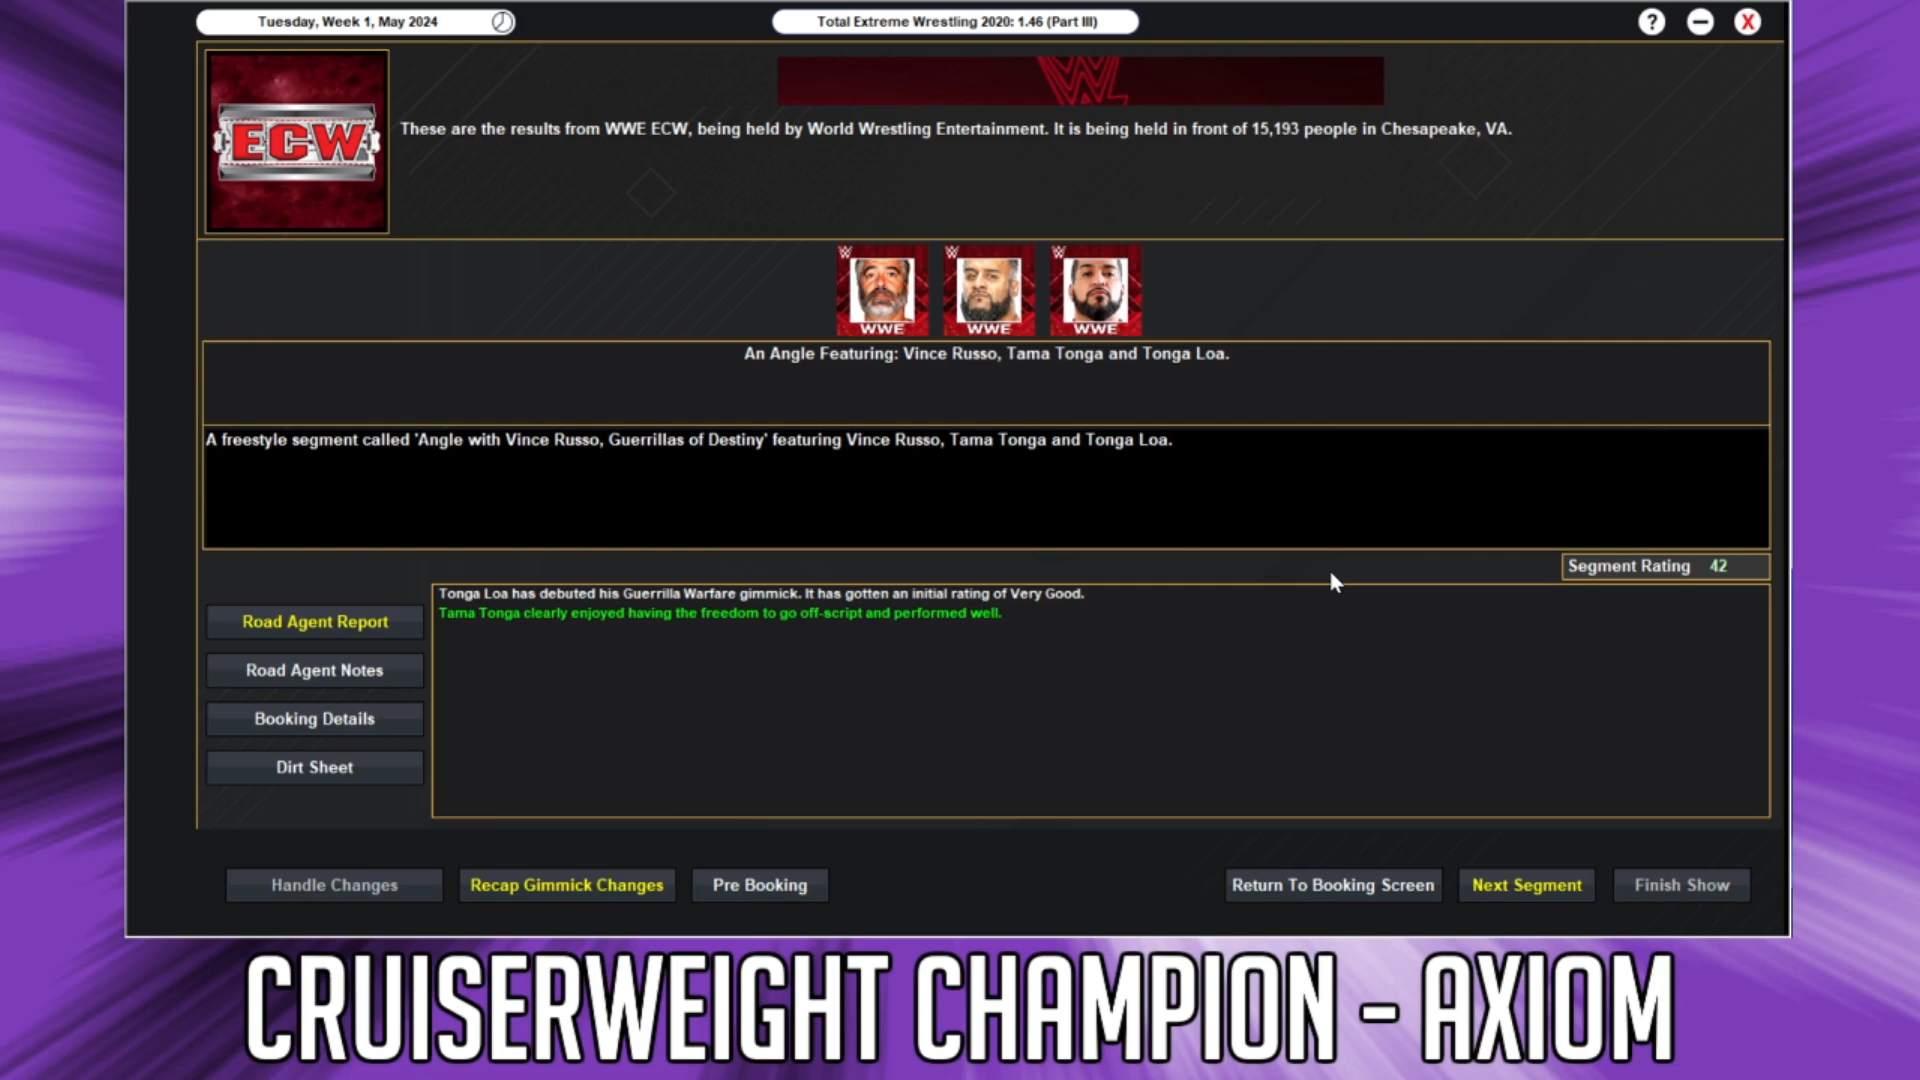 Tuesday, Week 1, May 2024
Total Extreme Wrestling 2020: 1.46 (Part III)
?
X
ECW
These are the results from WWE ECW, being held by World Wrestling Entertainment. It is being held in front of 15,193 people in Chesapeake, VA.
WWE WWE WWE
An Angle Featuring: Vince Russo, Tama Tonga and Tonga Loa.
A freestyle segment called 'Angle with Vince Russo, Guerrillas of Destiny' featuring Vince Russo, Tama Tonga and Tonga Loa.
Segment Rating 42
Tonga Loa has debuted his Guerrilla Warfare gimmick. It has gotten an initial rating of Very Good.
Tama Tonga clearly enjoyed having the freedom to go off-script and performed well.
Road Agent Report
Road Agent Notes
Booking Details
Dirt Sheet
Handle Changes
Recap Gimmick Changes
Pre Booking
Return To Booking Screen
Next Segment
Finish Show
CRUISERWEIGHT CHAMPION - AXIOM